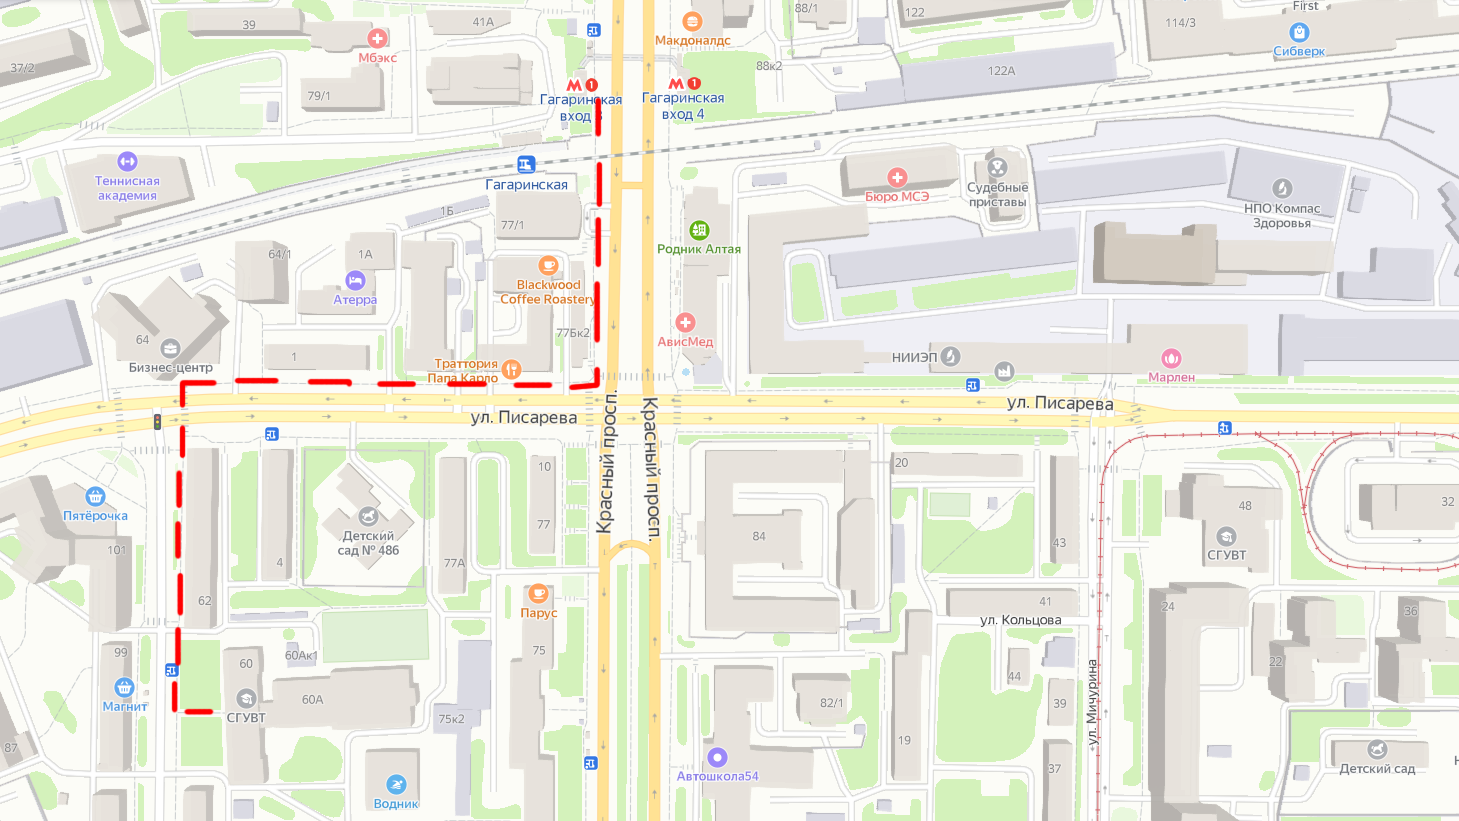 First
88/1
122
114/3
39
41А
Макдоналдс
Сибверк
Мбэкс
37/2
88к2
122А
79/1
1
1
Гагаринская
вход
Гагаринская
вход 4
Теннисная
академия
Гагаринская
Бюро МСЭ
Судебные
приставы
НПО Компас
Здоровья
1Б
77/1
Родник Алтая
64/1
1А
Blackwood
Coffee Roastery
Атерра
77Бк2
АвисМед
64
Бизнес-центр
1
Траттория
Папа Карло
НИИЭП
Марлен
ул. Писарева
ул. Писарева
Красный просп.
Красный просп.
10
20
Пятёрочка
101
Детский
сад № 486
77
84
48
32
СГУВТ
4
77А
43
62
Парус
41
ул. Кольцова
24
36
99
60
60Ак1
75
22
44
Магнит
СГУВТ
60А
82/1
39
ул. Мичурина
75к2
19
87
Автошкола54
37
Детский сад
Водник